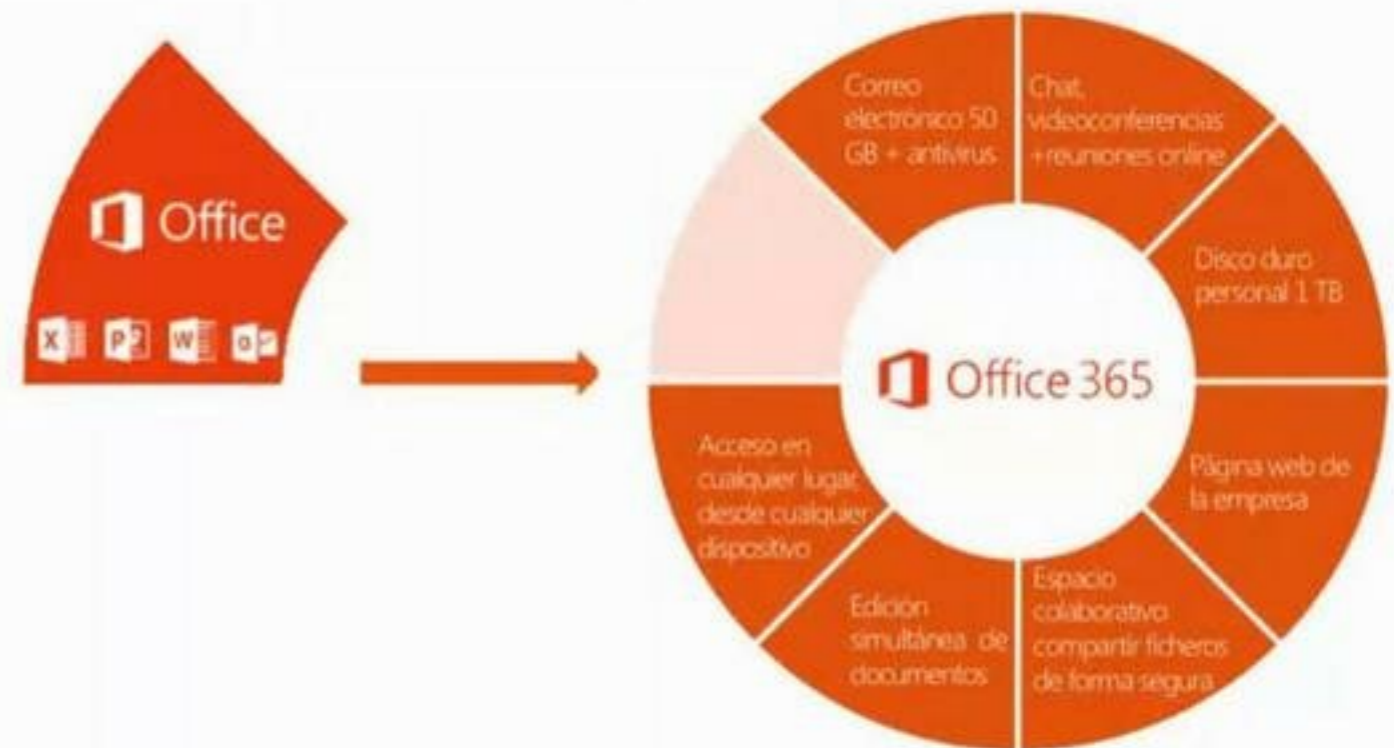 Office
X P W O
Correo
electrónico 50
GB + antivirus
Chat,
videoconferencias
+reuniones online
Disco duro
personal 1 TB
Office 365
Página web de
la empresa
Espacio
colaborativo
compartir ficheros
de forma segura
Edición
simultánea de
documentos
Acceso en
cualquier lugar,
desde cualquier
dispositivo